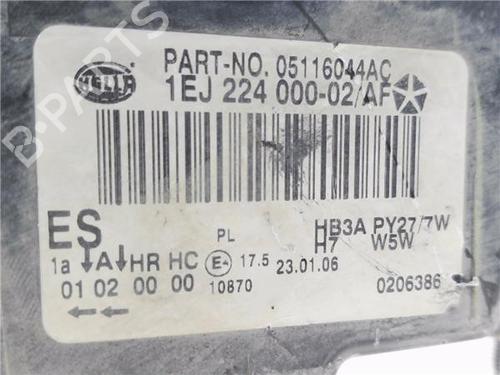 HELLA
PART-NO. 05116044AC
1EJ 224 000-02/AF
ES
PL
HB3A PY27/7W
H7 W5W
1a A HR HC
E4 17.5 23.01.06
01 02 00 00
10870
0206386